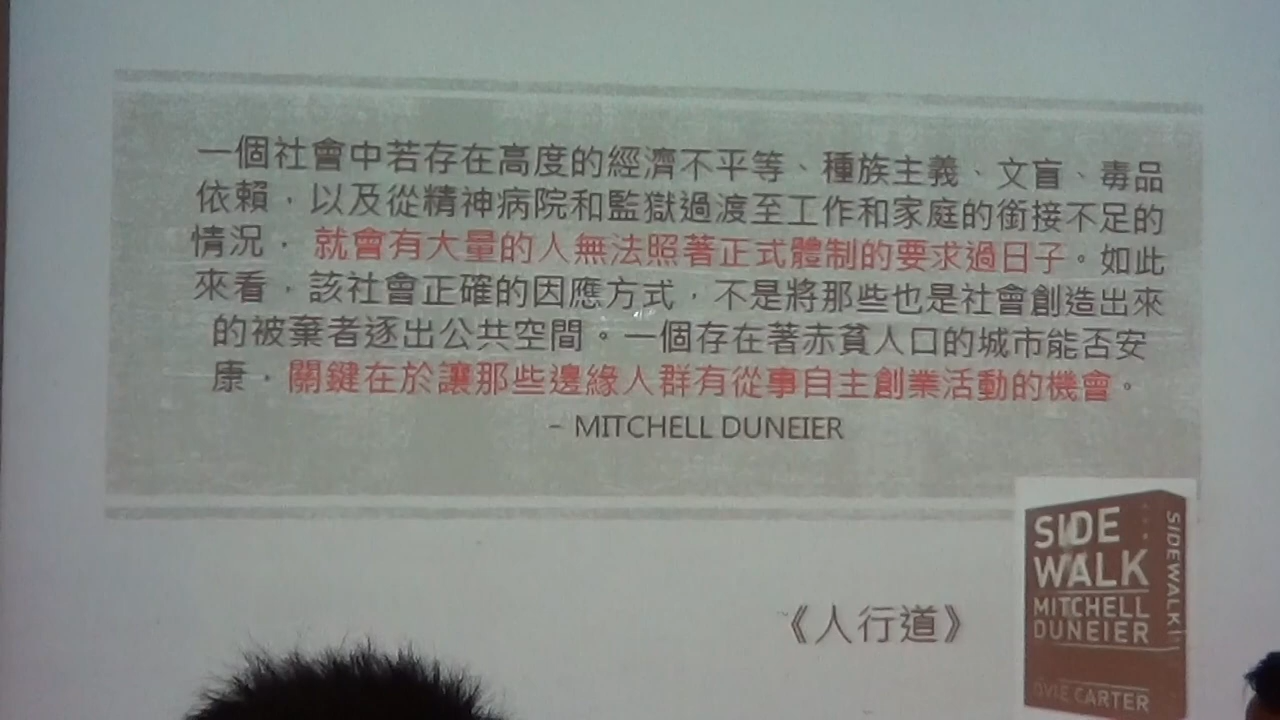 一個社會中若存在高度的經濟不平等、種族主義、文盲、毒品
依賴，以及從精神病院和監獄過渡至工作和家庭的銜接不足的
情況， 就會有大量的人無法照著正式體制的要求過日子。如此
來看，該社會正確的因應方式，不是將那些也是社會創造出來
的被棄者逐出公共空間。一個存在著赤貧人口的城市能否安
康，關鍵在於讓那些邊緣人群有從事自主創業活動的機會。
– MITCHELL DUNEIER
《人行道》
SIDE
WALK
MITCHELL
DUNEIER
OVIE CARTER
SIDEWALK